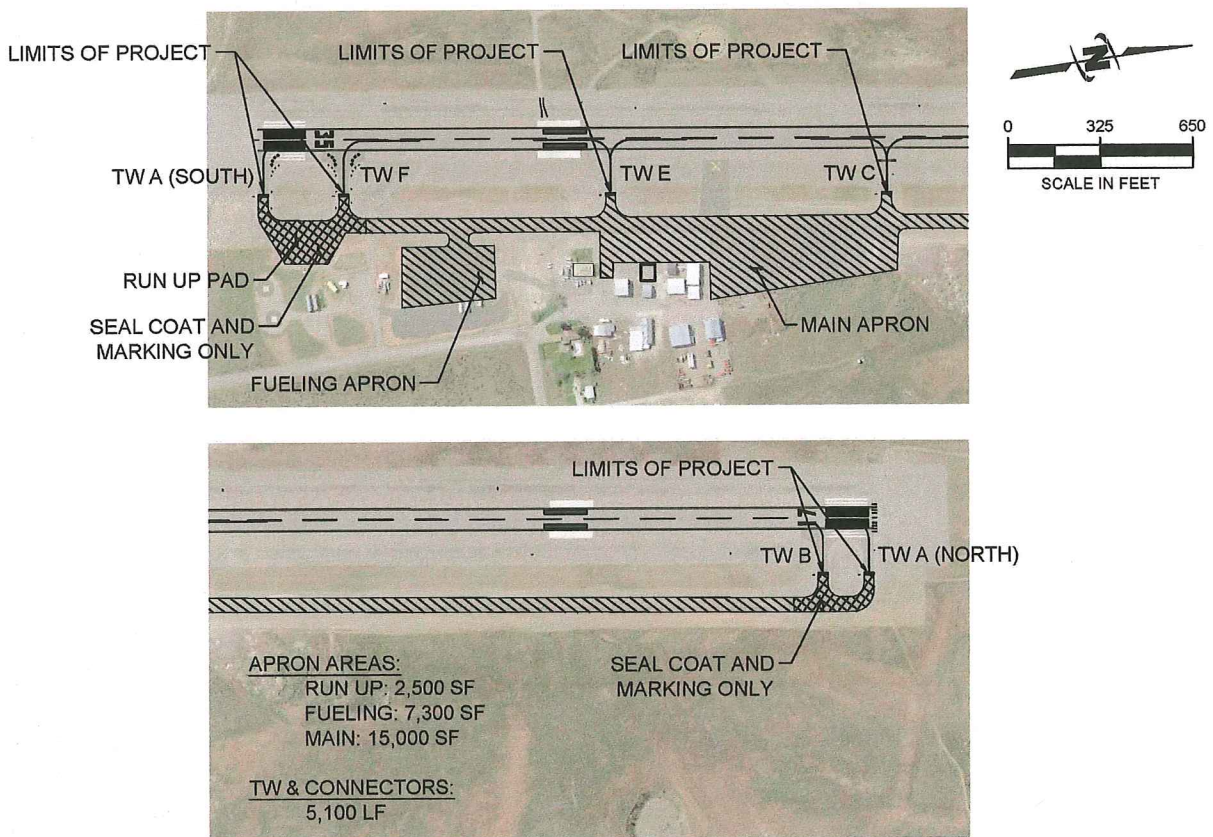 LIMITS OF PROJECT
LIMITS OF PROJECT
LIMITS OF PROJECT
N
0 325 650
SCALE IN FEET
TW A (SOUTH)
TW F
TW E
TW C
RUN UP PAD
SEAL COAT AND
MARKING ONLY
FUELING APRON
MAIN APRON
LIMITS OF PROJECT
TW B
TW A (NORTH)
SEAL COAT AND
MARKING ONLY
APRON AREAS:
RUN UP: 2,500 SF
FUELING: 7,300 SF
MAIN: 15,000 SF
TW & CONNECTORS:
5,100 LF